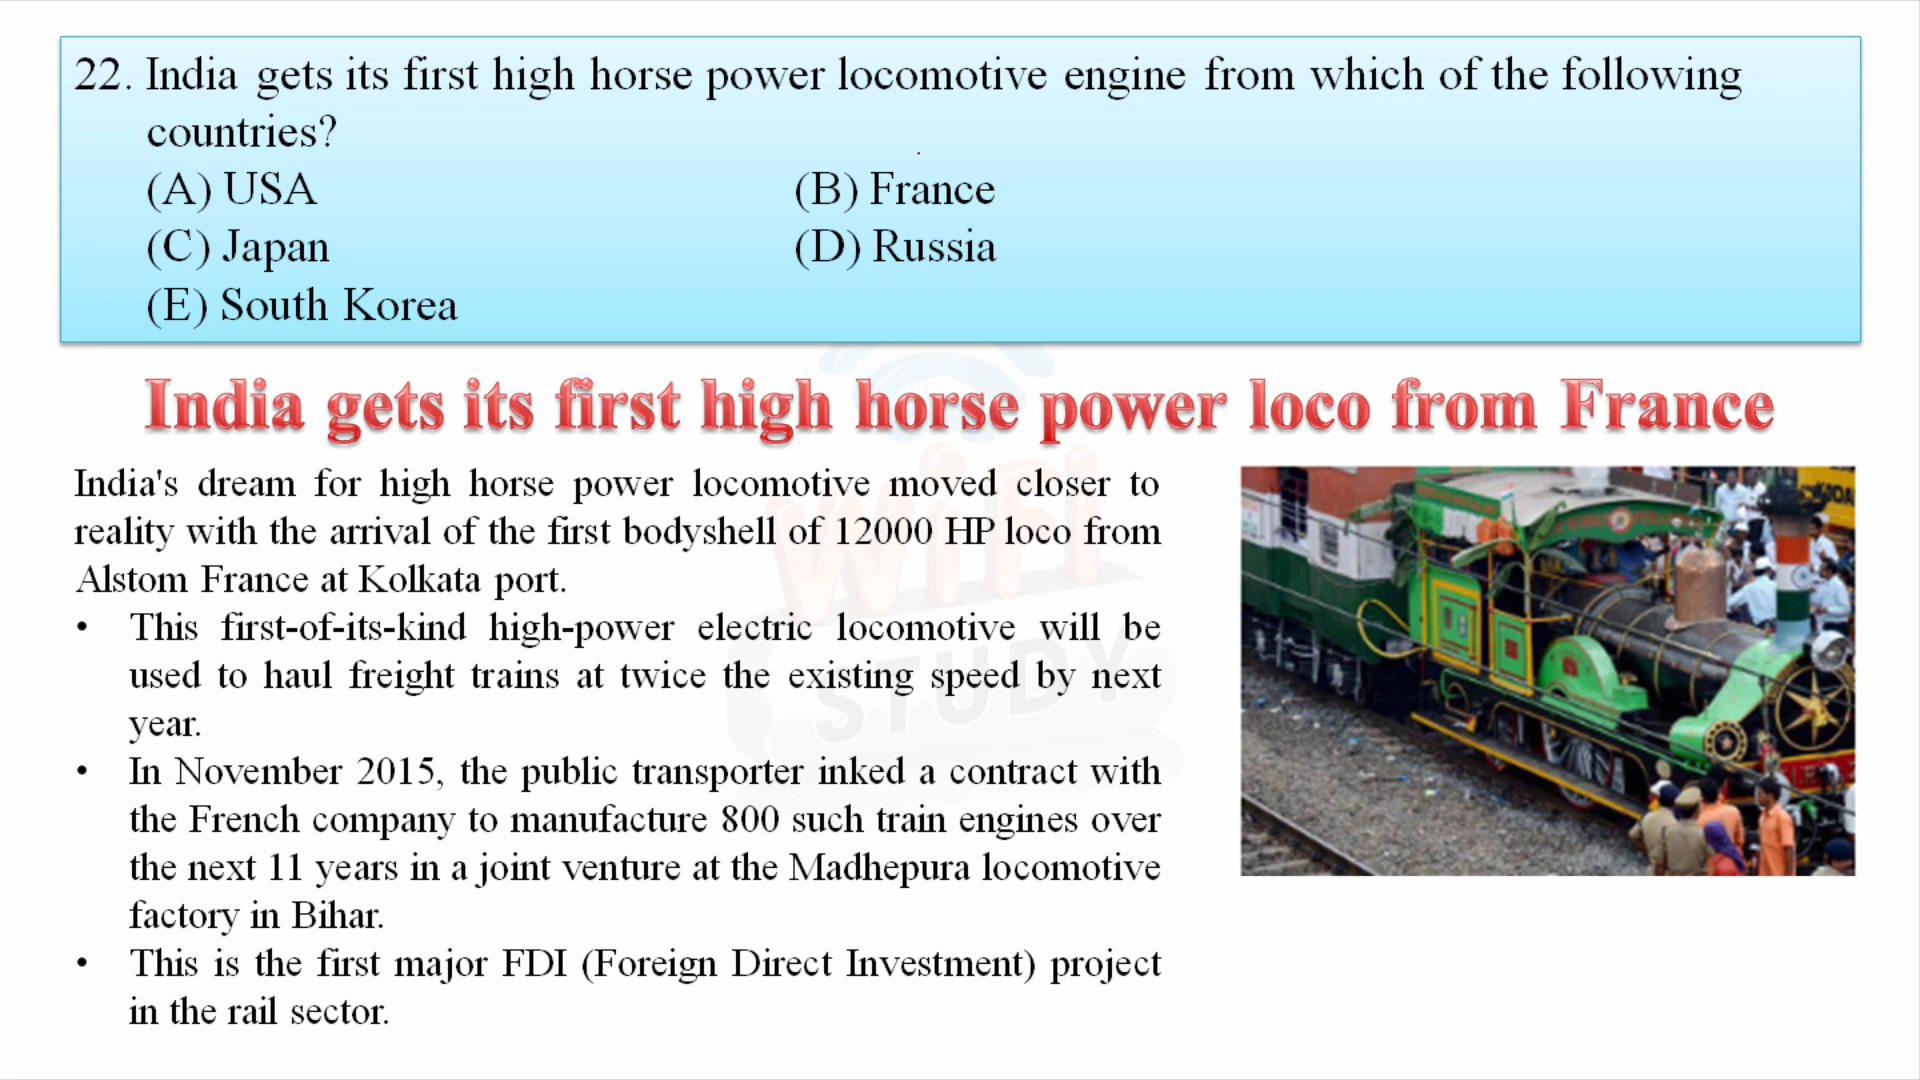 22. India gets its first high horse power locomotive engine from which of the following
countries?
(A) USA (B) France
(C) Japan (D) Russia
(E) South Korea
India gets its first high horse power loco from France
India's dream for high horse power locomotive moved closer to
reality with the arrival of the first bodyshell of 12000 HP loco from
Alstom France at Kolkata port.
• This first-of-its-kind high-power electric locomotive will be
used to haul freight trains at twice the existing speed by next
year.
• In November 2015, the public transporter inked a contract with
the French company to manufacture 800 such train engines over
the next 11 years in a joint venture at the Madhepura locomotive
factory in Bihar.
• This is the first major FDI (Foreign Direct Investment) project
in the rail sector.
WiFi
STUDY